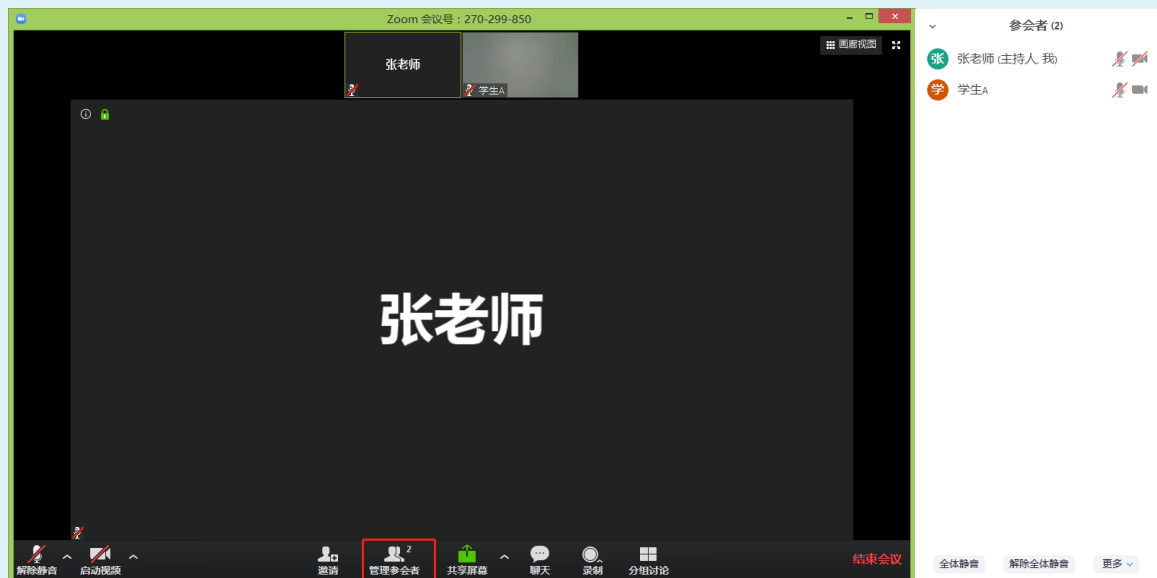 Zoom 会议号：270-299-850
张老师
学生A
画廊视图
张老师
解除静音
启动视频
邀请
2
管理参会者
共享屏幕
聊天
录制
分组讨论
结束会议
参会者 (2)
张 张老师 (主持人, 我)
学 学生A
全体静音
解除全体静音
更多